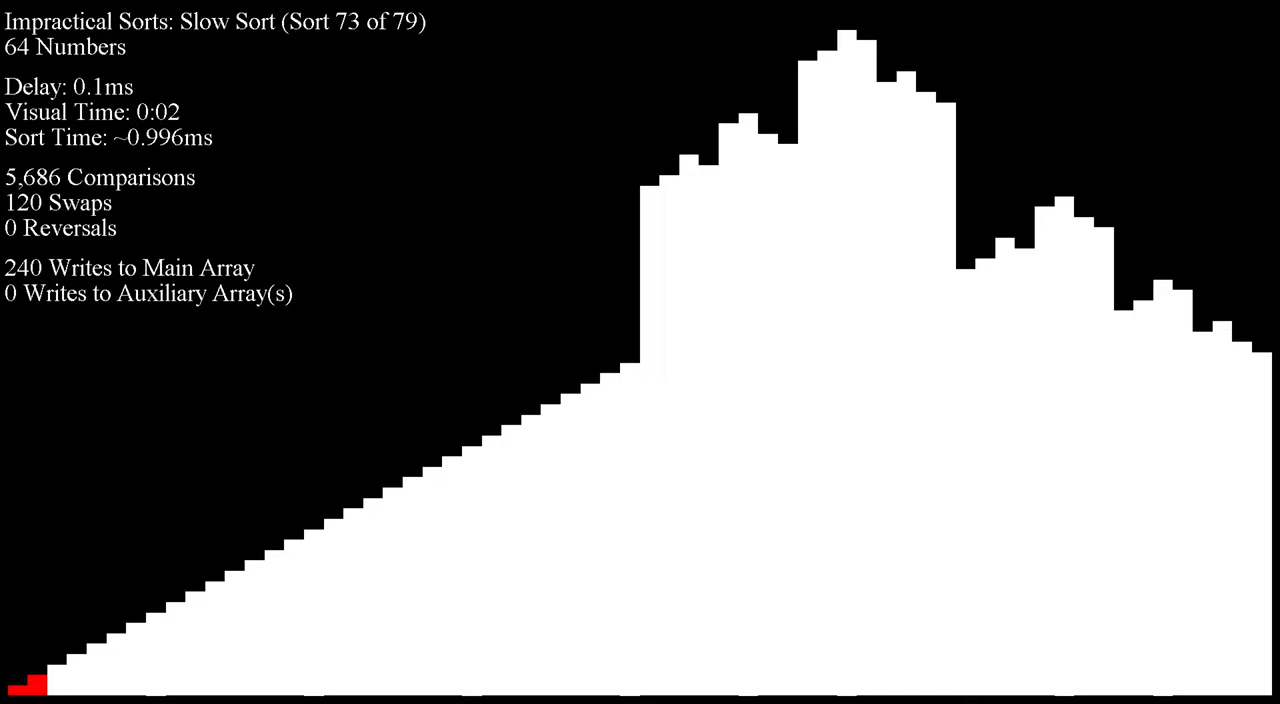 Impractical Sorts: Slow Sort (Sort 73 of 79)
64 Numbers
Delay: 0.1ms
Visual Time: 0:02
Sort Time: ~0.996ms
5,686 Comparisons
120 Swaps
0 Reversals
240 Writes to Main Array
0 Writes to Auxiliary Array(s)